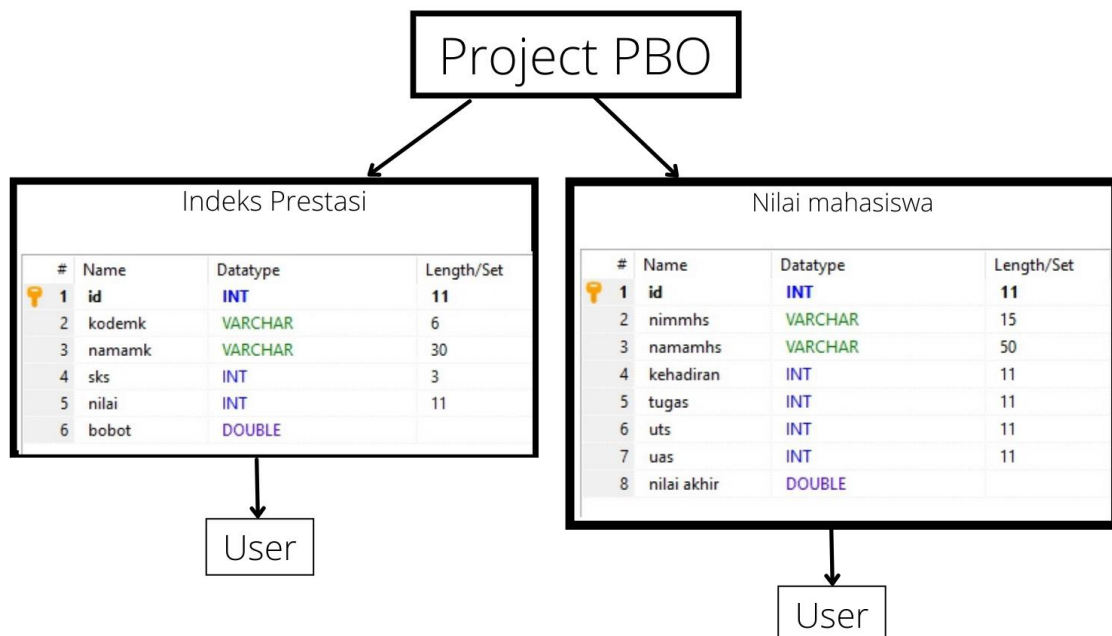 Project PBO
Indeks Prestasi
# Name Datatype Length/Set
1 id INT 11
2 kodemk VARCHAR 6
3 namamk VARCHAR 30
4 sks INT 3
5 nilai INT 11
6 bobot DOUBLE
User
Nilai mahasiswa
# Name Datatype Length/Set
1 id INT 11
2 nimmhs VARCHAR 15
3 namamhs VARCHAR 50
4 kehadiran INT 11
5 tugas INT 11
6 uts INT 11
7 uas INT 11
8 nilai akhir DOUBLE
User